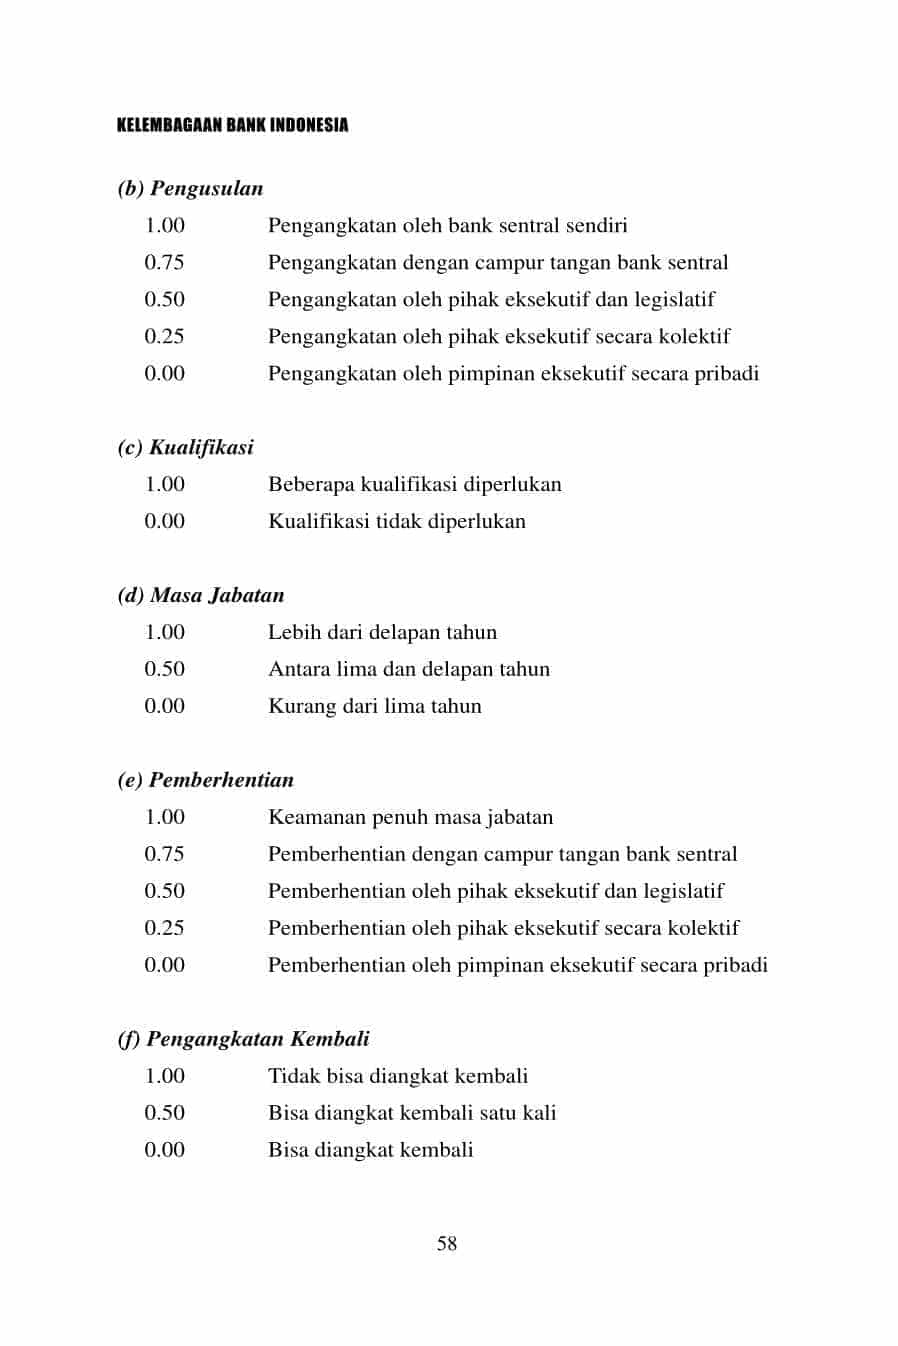 KELEMBAGAAN BANK INDONESIA
(b) Pengusulan
1.00 Pengangkatan oleh bank sentral sendiri
0.75 Pengangkatan dengan campur tangan bank sentral
0.50 Pengangkatan oleh pihak eksekutif dan legislatif
0.25 Pengangkatan oleh pihak eksekutif secara kolektif
0.00 Pengangkatan oleh pimpinan eksekutif secara pribadi
(c) Kualifikasi
1.00 Beberapa kualifikasi diperlukan
0.00 Kualifikasi tidak diperlukan
(d) Masa Jabatan
1.00 Lebih dari delapan tahun
0.50 Antara lima dan delapan tahun
0.00 Kurang dari lima tahun
(e) Pemberhentian
1.00 Keamanan penuh masa jabatan
0.75 Pemberhentian dengan campur tangan bank sentral
0.50 Pemberhentian oleh pihak eksekutif dan legislatif
0.25 Pemberhentian oleh pihak eksekutif secara kolektif
0.00 Pemberhentian oleh pimpinan eksekutif secara pribadi
(f) Pengangkatan Kembali
1.00 Tidak bisa diangkat kembali
0.50 Bisa diangkat kembali satu kali
0.00 Bisa diangkat kembali
58